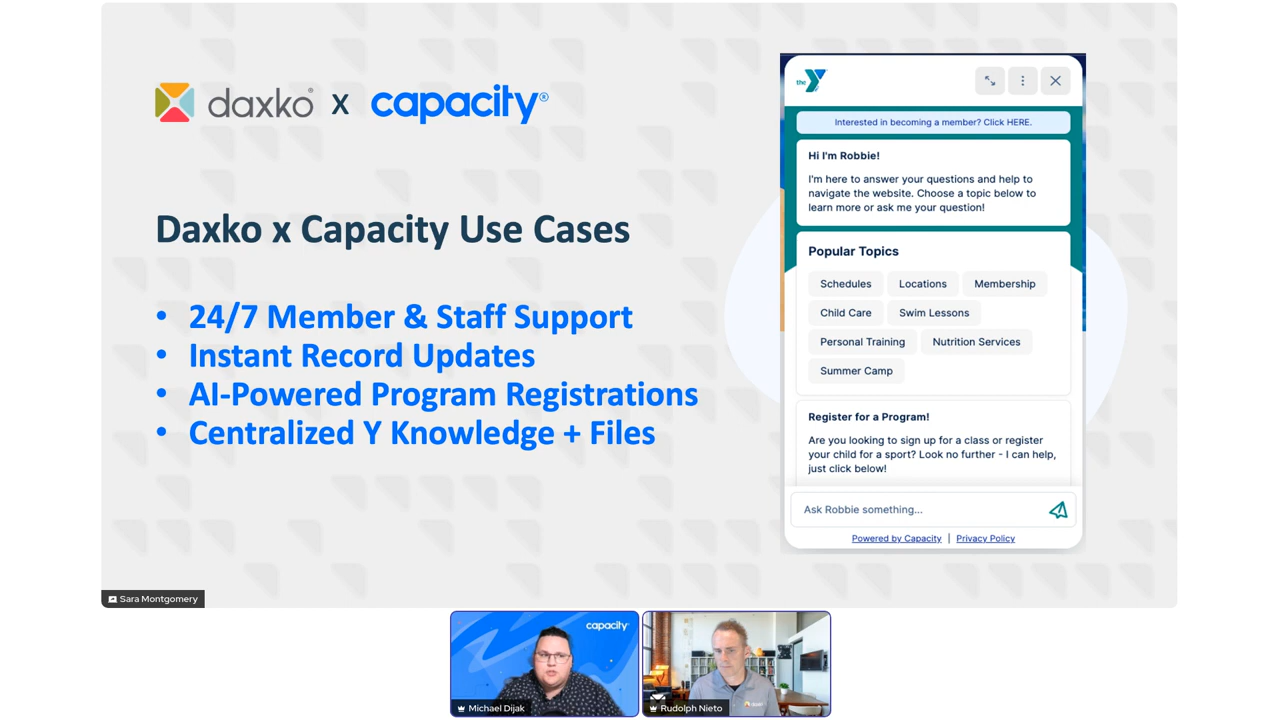 daxko® X capacity®
Daxko x Capacity Use Cases
• 24/7 Member & Staff Support
• Instant Record Updates
• AI-Powered Program Registrations
• Centralized Y Knowledge + Files
the Y
Interested in becoming a member? Click HERE.
Hi I'm Robbie!
I'm here to answer your questions and help to
navigate the website. Choose a topic below to
learn more or ask me your question!
Popular Topics
Schedules Locations Membership
Child Care Swim Lessons
Personal Training Nutrition Services
Summer Camp
Register for a Program!
Are you looking to sign up for a class or register
your child for a sport? Look no further - I can help,
just click below!
Ask Robbie something...
Powered by Capacity | Privacy Policy
Sara Montgomery
capacity
Michael Dijak
Rudolph Nieto